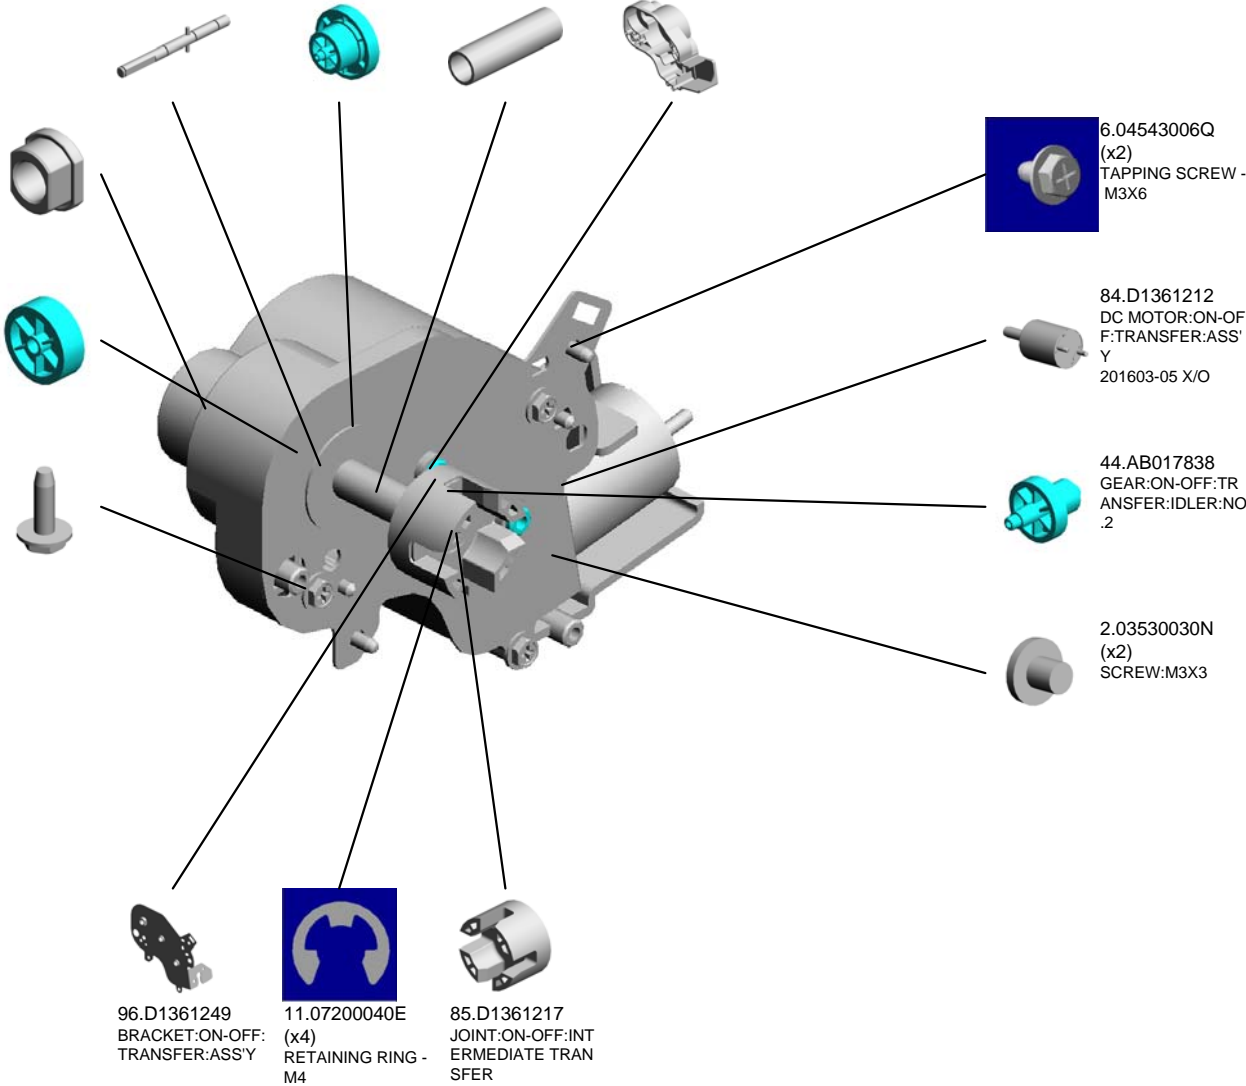 6.04543006Q
(x2)
TAPPING SCREW -
M3X6
84.D1361212
DC MOTOR:ON-OF
F:TRANSFER:ASS'
Y
201603-05 X/O
44.AB017838
GEAR:ON-OFF:TR
ANSFER:IDLER:NO
.2
2.03530030N
(x2)
SCREW:M3X3
96.D1361249
BRACKET:ON-OFF:
TRANSFER:ASS'Y
11.07200040E
(x4)
RETAINING RING -
M4
85.D1361217
JOINT:ON-OFF:INT
ERMEDIATE TRAN
SFER